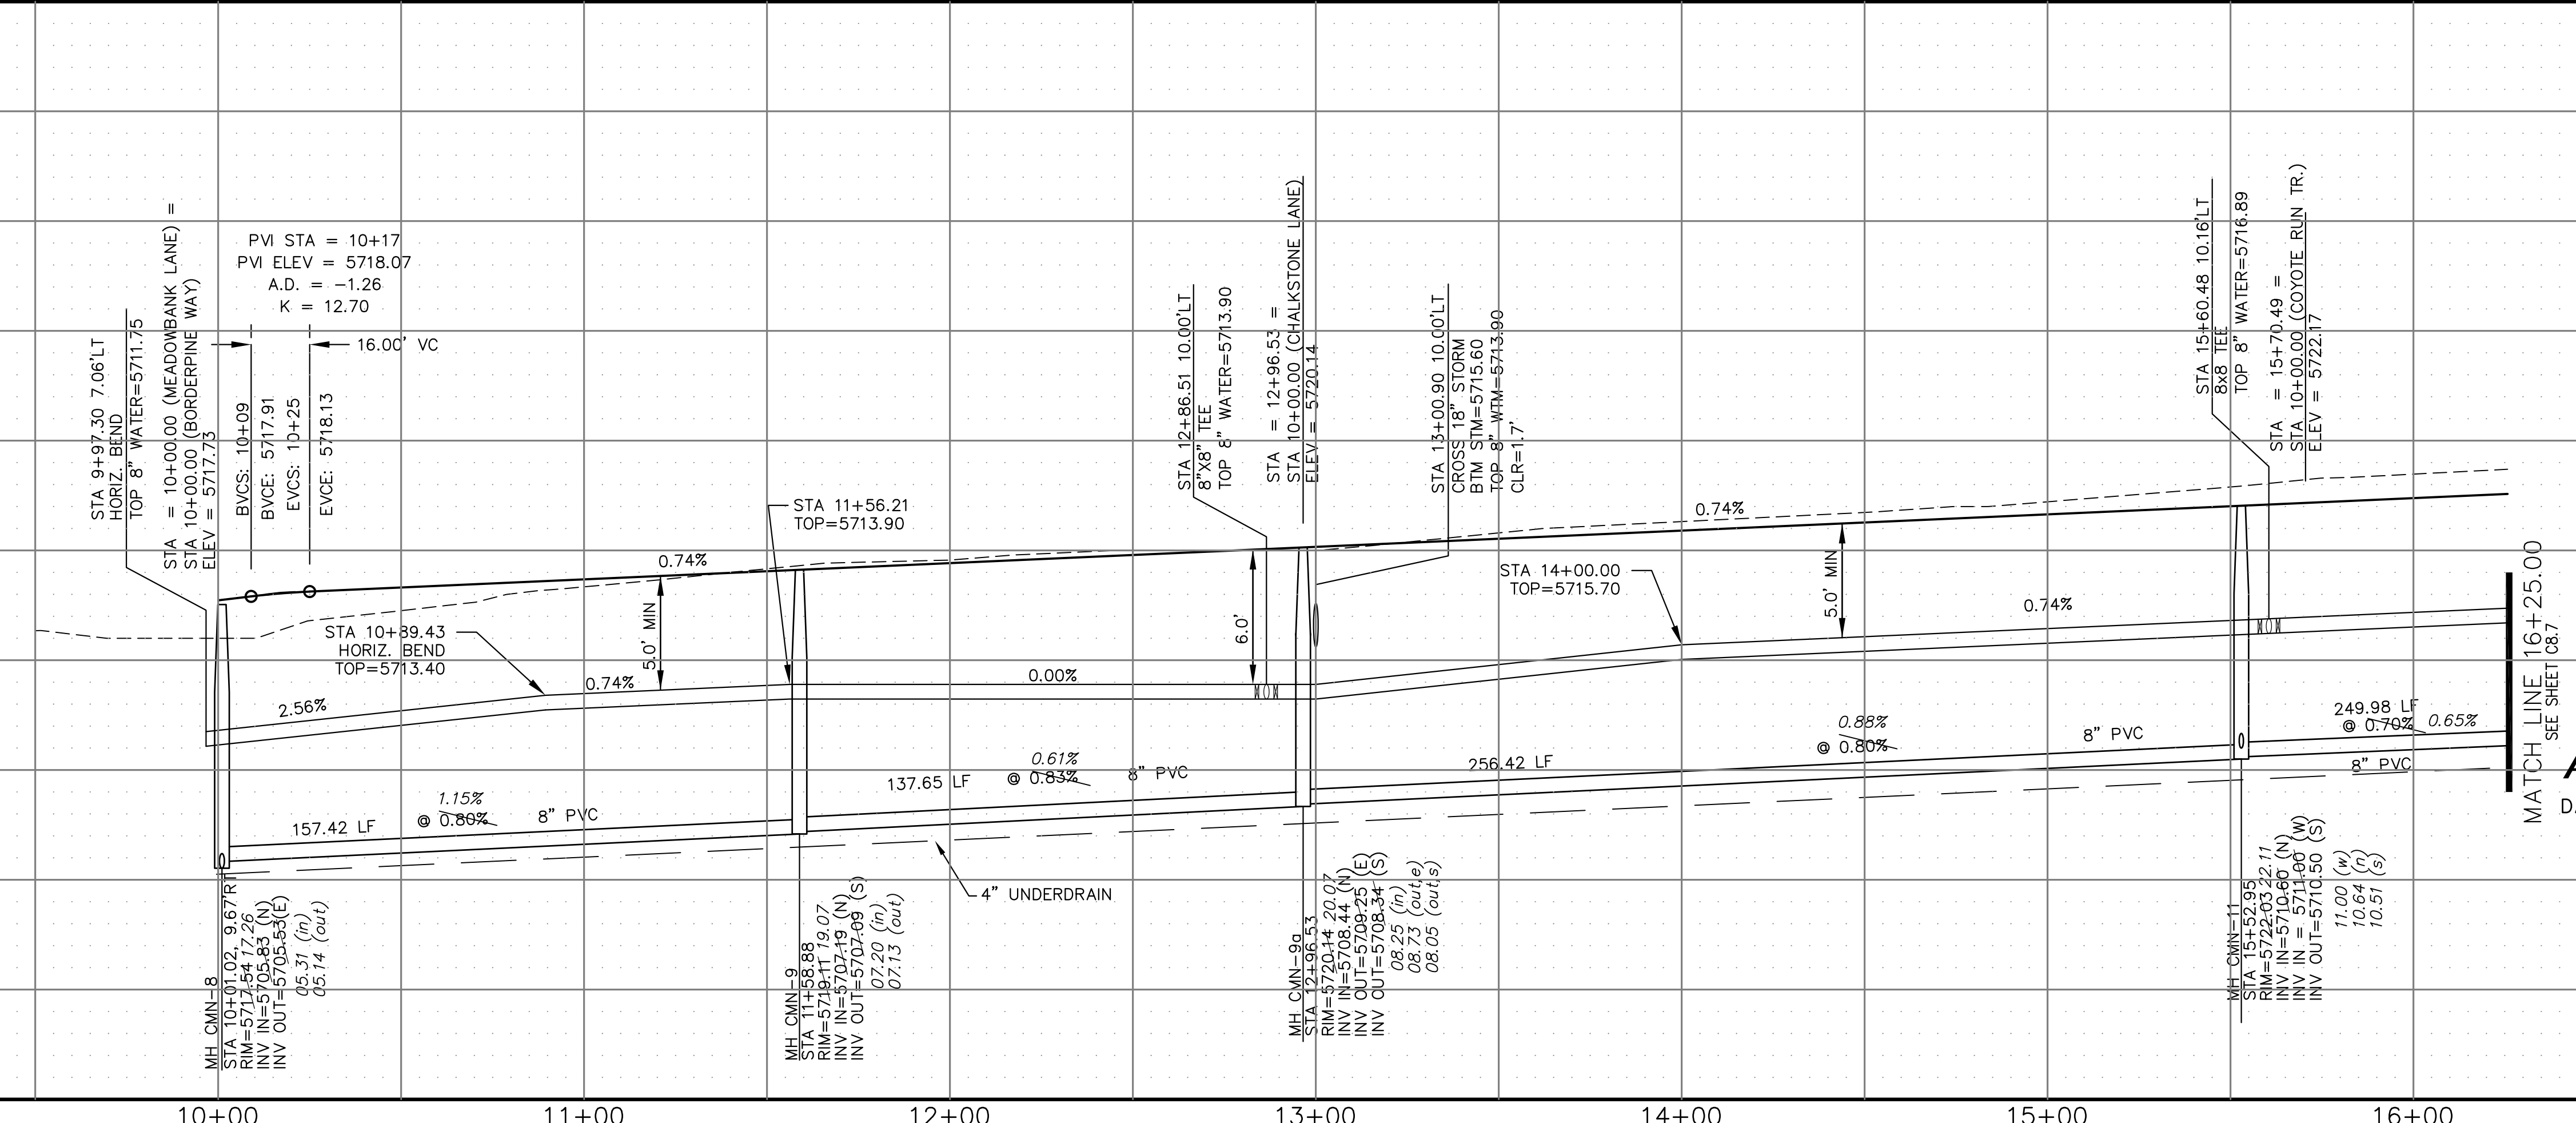 STA 9+97.30 7.06'LT
HORIZ. BEND
TOP 8" WATER=5711.75
STA = 10+00.00 (MEADOWBANK LANE) =
STA 10+00.00 (BORDERPINE WAY)
ELEV = 5717.73
PVI STA = 10+17
PVI ELEV = 5718.07
A.D. = -1.26
K = 12.70
16.00' VC
BVCS: 10+09
BVCE: 5717.91
EVCS: 10+25
EVCE: 5718.13
STA 11+56.21
TOP=5713.90
STA 12+86.51 10.00'LT
8"X8" TEE
TOP 8" WATER=5713.90
STA = 12+96.53 =
STA 10+00.00 (CHALKSTONE LANE)
ELEV = 5720.14
STA 13+00.90 10.00'LT
CROSS 18" STORM
BTM STM=5715.60
TOP 8" WTM=5713.90
CLR=1.7'
STA 15+60.48 10.16'LT
8x8 TEE
TOP 8" WATER=5716.89
STA = 15+70.49 =
STA 10+00.00 (COYOTE RUN TR.)
ELEV = 5722.17
0.74%
0.74%
STA 10+89.43
HORIZ. BEND
TOP=5713.40
5.0' MIN
6.0'
STA 14+00.00
TOP=5715.70
5.0' MIN
0.74%
2.56%
0.74%
0.00%
157.42 LF
1.15%
@ 0.80%
8" PVC
137.65 LF
0.61%
@ 0.83%
8" PVC
256.42 LF
0.88%
@ 0.80%
8" PVC
249.98 LF
@ 0.70% 0.65%
8" PVC
4" UNDERDRAIN
MATCH LINE 16+25.00
SEE SHEET C8.7
MH CMN-8
STA 10+01.02, 9.67'RT
RIM=5717.54 17.26
INV IN=5705.83 (N)
INV OUT=5705.53(E)
05.31 (in)
05.14 (out)
MH CMN-9
STA 11+58.88
RIM=5719.11 19.07
INV IN=5707.19 (N)
INV OUT=5707.09 (S)
07.20 (in)
07.13 (out)
MH CMN-9a
STA 12+96.53
RIM=5720.14 20.07
INV IN=5708.44 (N)
INV OUT=5709.25 (E)
INV OUT=5708.34 (S)
08.25 (in)
08.73 (out,e)
08.05 (out,s)
MH CMN-11
STA 15+52.95
RIM=5722.03 22.11
INV IN=5710.60 (N)
INV IN = 5711.00 (W)
INV OUT=5710.50 (S)
11.00 (w)
10.64 (n)
10.51 (s)
10+00 11+00 12+00 13+00 14+00 15+00 16+00